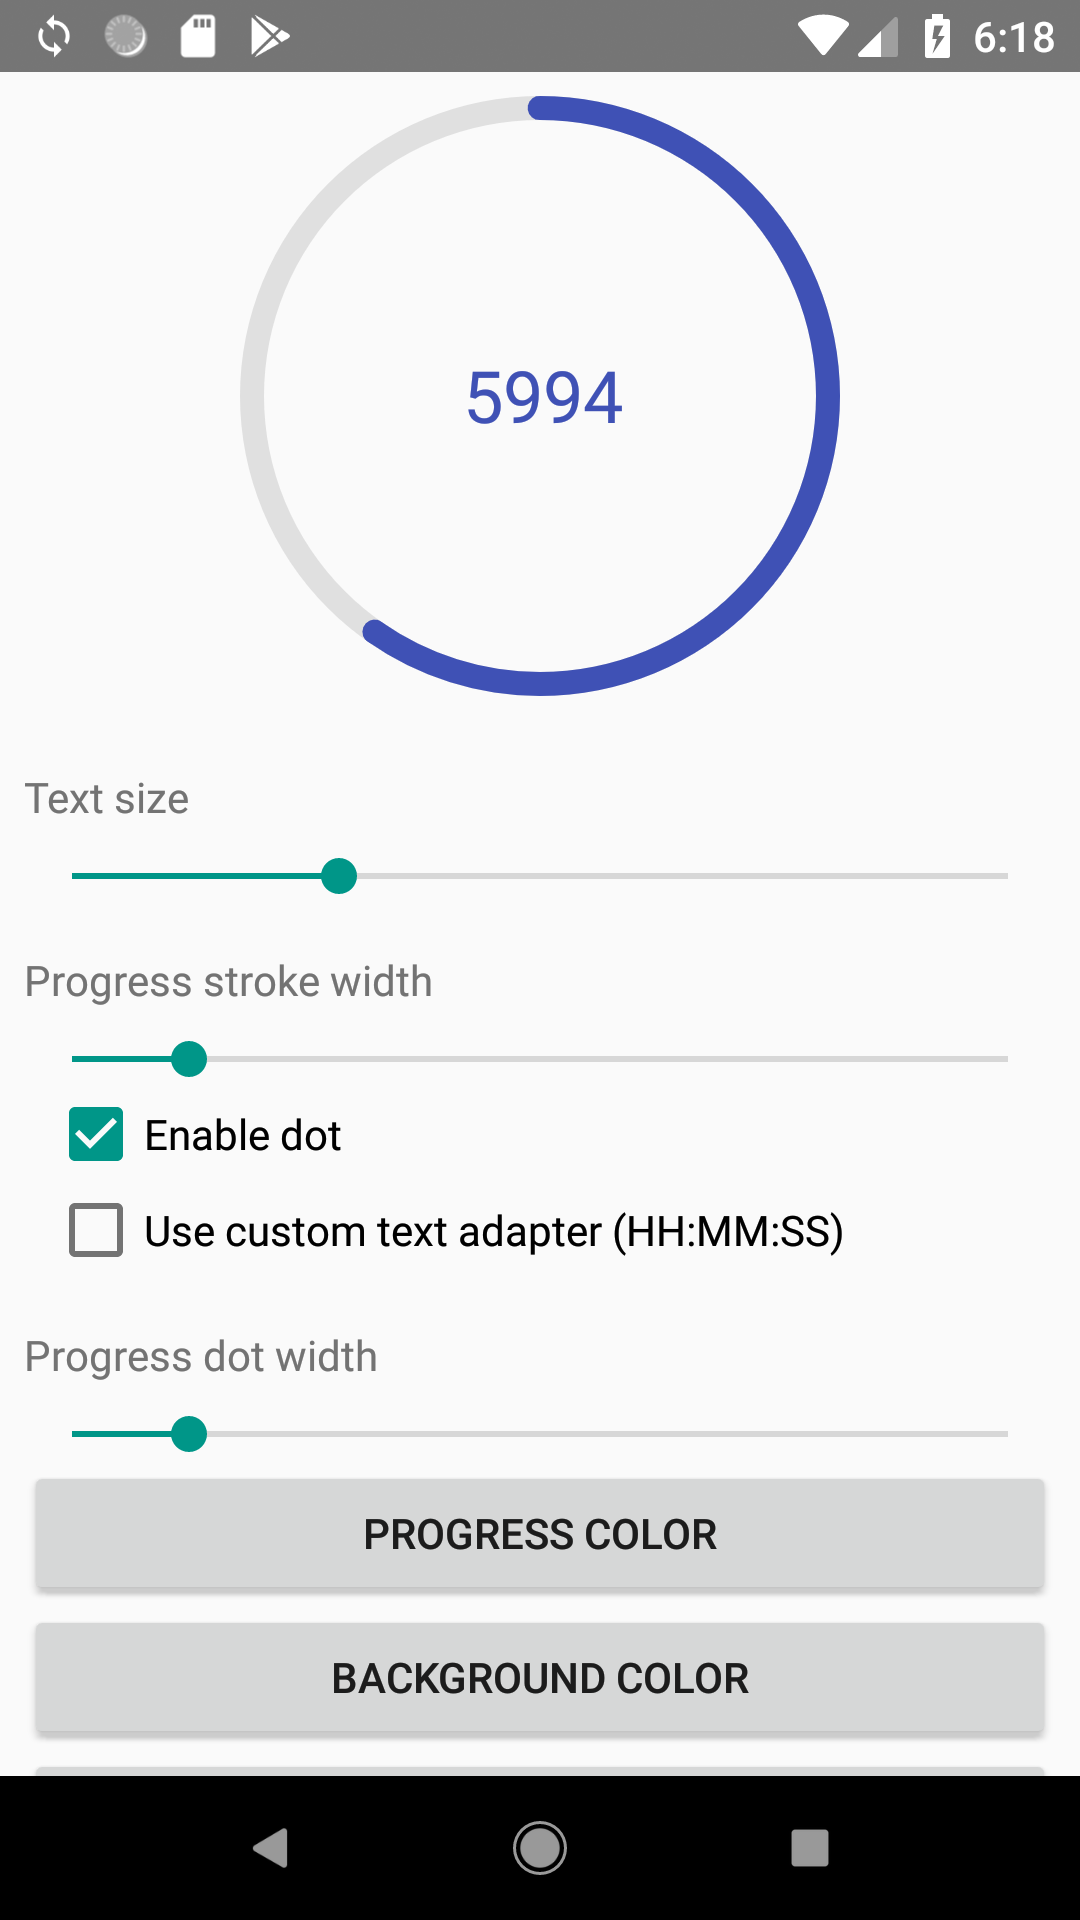 6:18
5994
Text size
Progress stroke width
Enable dot
Use custom text adapter (HH:MM:SS)
Progress dot width
PROGRESS COLOR
BACKGROUND COLOR